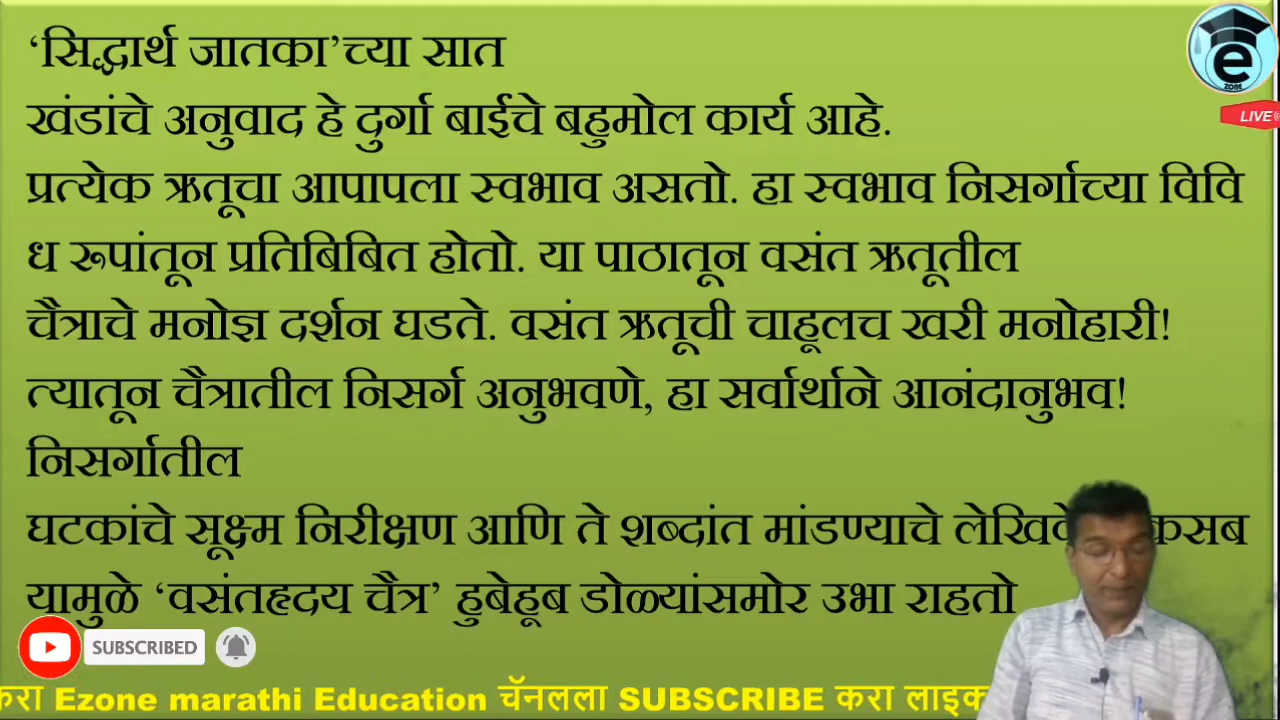 ‘सिद्धार्थ जातका’च्या सात
खंडांचे अनुवाद हे दुर्गा बाईचे बहुमोल कार्य आहे.
प्रत्येक ऋतूचा आपापला स्वभाव असतो. हा स्वभाव निसर्गाच्या विवि
ध रूपांतून प्रतिबिबित होतो. या पाठातून वसंत ऋतूतील
चैत्राचे मनोज्ञ दर्शन घडते. वसंत ऋतूची चाहूलच खरी मनोहारी!
त्यातून चैत्रातील निसर्ग अनुभवणे, हा सर्वार्थाने आनंदानुभव!
निसर्गातील
घटकांचे सूक्ष्म निरीक्षण आणि ते शब्दांत मांडण्याचे कसब
यामुळे ‘वसंतहृदय चैत्र’ हुबेहूब डोळ्यांसमोर उभा राहतो
e
ZONE
LIVE
SUBSCRIBED
करा Ezone marathi Education चॅनलला SUBSCRIBE करा लाइक